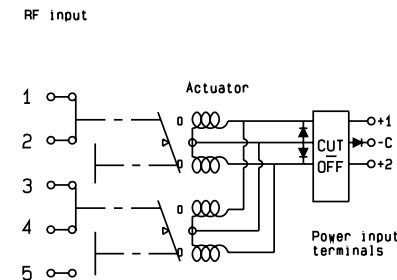 RF input
Actuator
1
2
3
4
5
CUT
OFF
+1
-C
+2
Power input
terminals